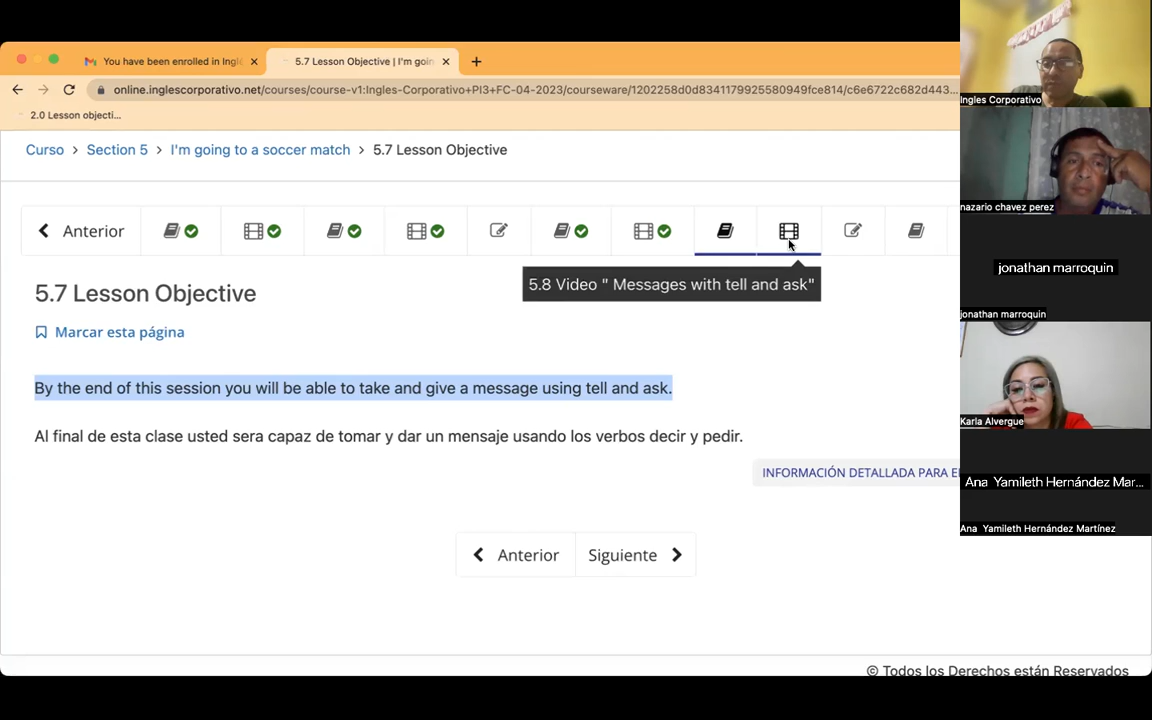 You have been enrolled in Inglé
5.7 Lesson Objective | I'm goin
online.inglescorporativo.net/courses/course-v1:Ingles-Corporativo+PI3+FC-04-2023/courseware/1202258d0d8341179925580949fce814/c6e6722c682d443...
2.0 Lesson objecti...
Curso > Section 5 > I'm going to a soccer match > 5.7 Lesson Objective
Anterior
5.8 Video " Messages with tell and ask"
5.7 Lesson Objective
Marcar esta página
By the end of this session you will be able to take and give a message using tell and ask.
Al final de esta clase usted sera capaz de tomar y dar un mensaje usando los verbos decir y pedir.
INFORMACIÓN DETALLADA PARA E
Anterior
Siguiente
© Todos los Derechos están Reservados
Ingles Corporativo
nazario chavez perez
jonathan marroquin
jonathan marroquin
Karla Alvergue
Ana Yamileth Hernández Mar...
Ana Yamileth Hernández Martínez